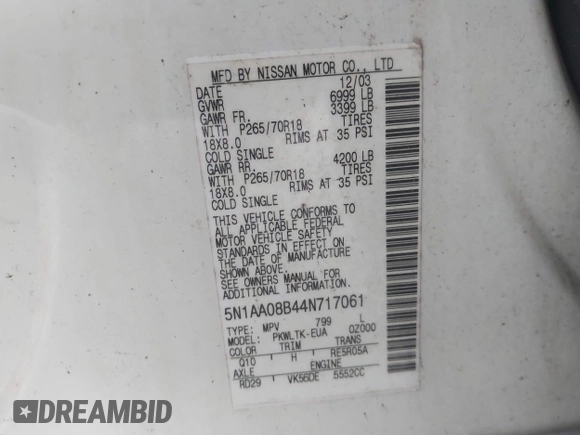 MFD BY NISSAN MOTOR CO., LTD
DATE 12/03
GVWR 6999 LB
GAWR FR. 3399 LB
WITH P265/70R18 TIRES
18X8.0 RIMS AT 35 PSI
COLD SINGLE
GAWR RR. 4200 LB
WITH P265/70R18 TIRES
18X8.0 RIMS AT 35 PSI
COLD SINGLE
THIS VEHICLE CONFORMS TO
ALL APPLICABLE FEDERAL
MOTOR VEHICLE SAFETY
STANDARDS IN EFFECT ON
THE DATE OF MANUFACTURE
SHOWN ABOVE.
SEE OWNERS MANUAL FOR
ADDITIONAL INFORMATION
5N1AA08B44N717061
TYPE: MPV 799 L
MODEL: PKWLTK-EUA 0Z000
COLOR TRIM TRANS
Q10 H RE5R05A
AXLE ENGINE
RD29 VK56DE 5552CC
DREAMBID